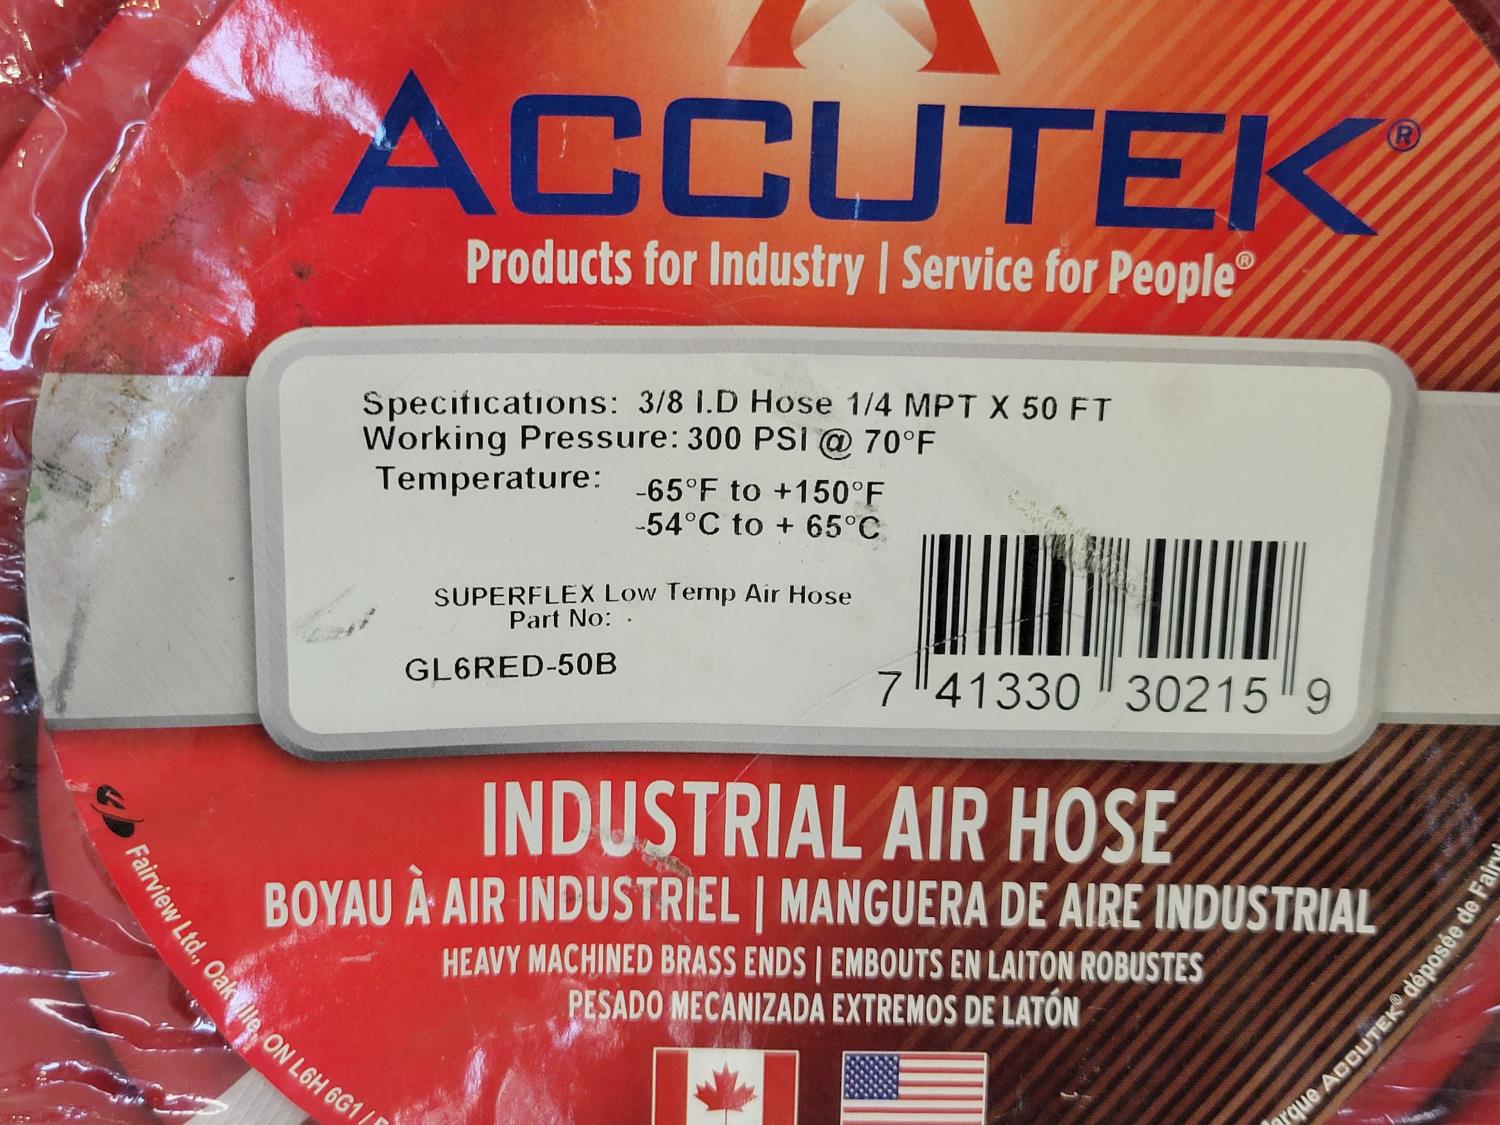 ACCUTEK®
Products for Industry | Service for People®
Specifications: 3/8 I.D Hose 1/4 MPT X 50 FT
Working Pressure: 300 PSI @ 70°F
Temperature: -65°F to +150°F
-54°C to + 65°C
SUPERFLEX Low Temp Air Hose
Part No:
GL6RED-50B
7 41330 30215 9
INDUSTRIAL AIR HOSE
BOYAU À AIR INDUSTRIEL | MANGUERA DE AIRE INDUSTRIAL
HEAVY MACHINED BRASS ENDS | EMBOUTS EN LAITON ROBUSTES
PESADO MECANIZADA EXTREMOS DE LATÓN
Fairview Ltd., Oakville, ON L6H 6G1 /
ACCUTEK® déposée de